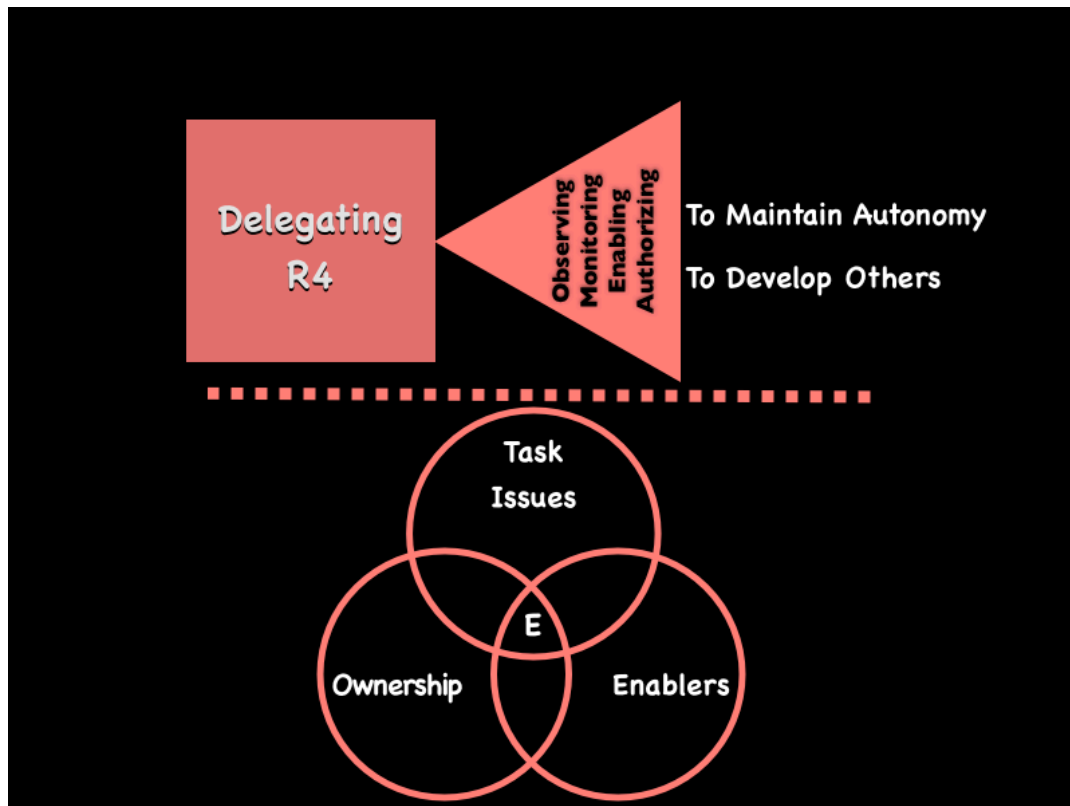 Delegating
R4
Observing
Monitoring
Enabling
Authorizing
To Maintain Autonomy
To Develop Others
Task
Issues
E
Ownership
Enablers